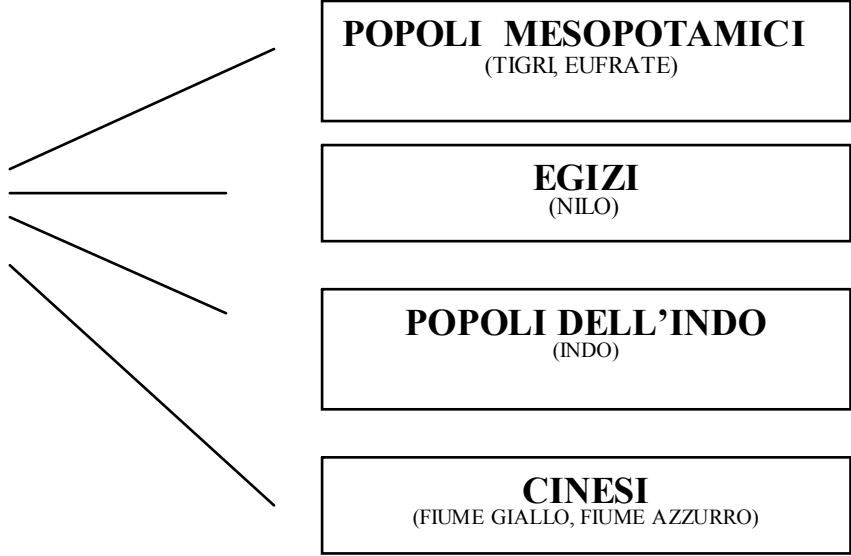 POPOLI MESOPOTAMICI
(TIGRI, EUFRATE)
EGIZI
(NILO)
POPOLI DELL’INDO
(INDO)
CINESI
(FIUME GIALLO, FIUME AZZURRO)